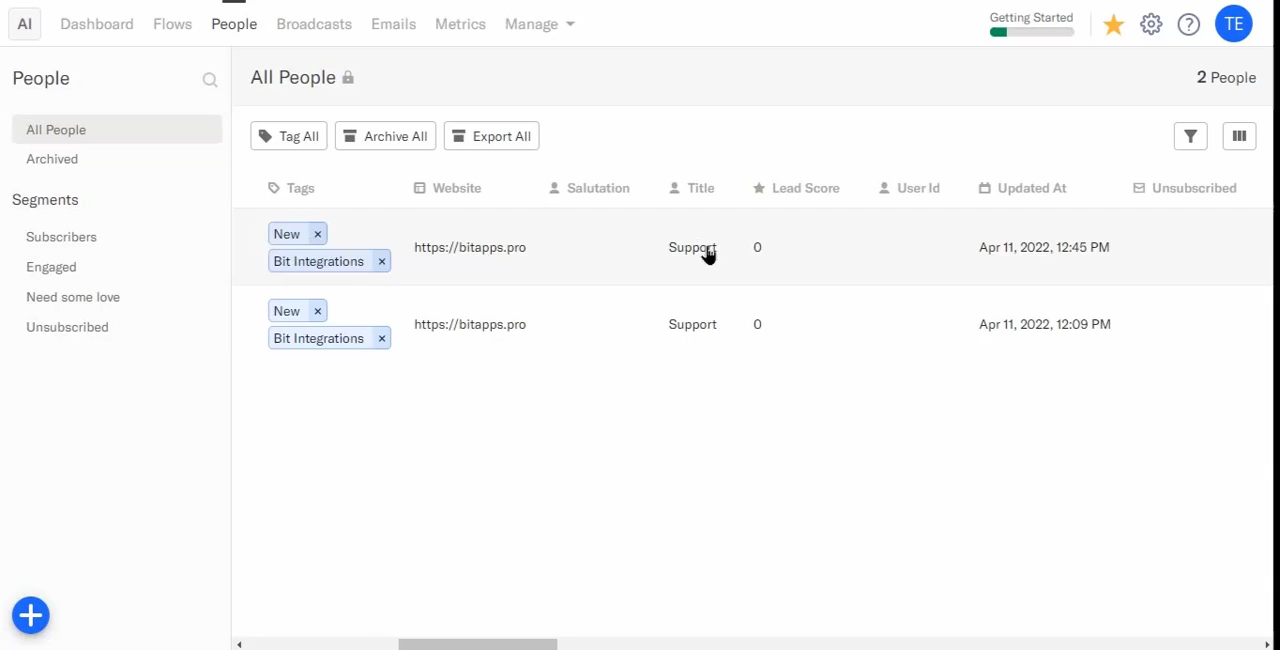 AI Dashboard Flows People Broadcasts Emails Metrics Manage Getting Started TE
People
All People
Archived
Segments
Subscribers
Engaged
Need some love
Unsubscribed
All People 2 People
Tag All Archive All Export All
Tags Website Salutation Title Lead Score User Id Updated At Unsubscribed
New ×
Bit Integrations ×
https://bitapps.pro Support 0 Apr 11, 2022, 12:45 PM
New ×
Bit Integrations ×
https://bitapps.pro Support 0 Apr 11, 2022, 12:09 PM